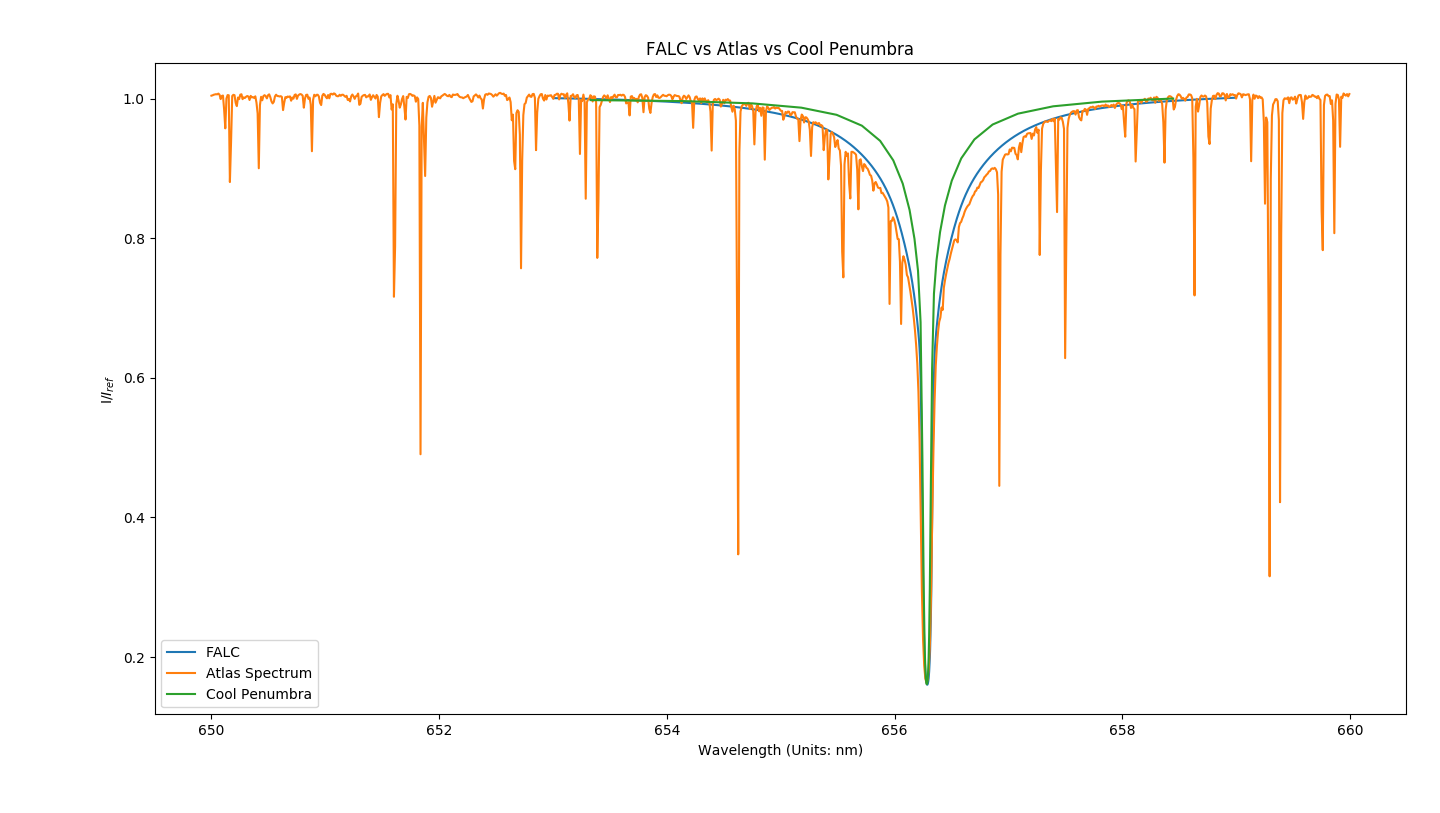 FALC vs Atlas vs Cool Penumbra
1.0
0.8
0.6
0.4
0.2
I/I_ref
FALC
Atlas Spectrum
Cool Penumbra
650
652
654
656
658
660
Wavelength (Units: nm)